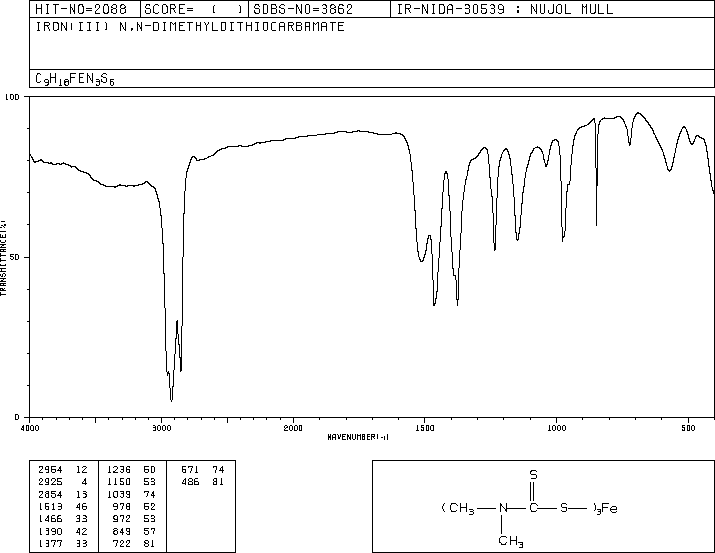 HIT-NO=2088 SCORE= ( ) SDBS-NO=3862 IR-NIDA-30539 : NUJOL MULL
IRON(III) N,N-DIMETHYLDITHIOCARBAMATE
C9H18FEN3S6
100
50
0
TRANSMITTANCE(%)
4000 3000 2000 1500 1000 500
WAVENUMBER(-1)
2954 12 1236 50 571 74
2925 4 1150 53 486 81
2854 13 1039 74
1513 46 978 52
1466 33 972 53
1390 42 849 57
1377 33 722 81
S
(CH3—N—C—S—)3Fe
CH3